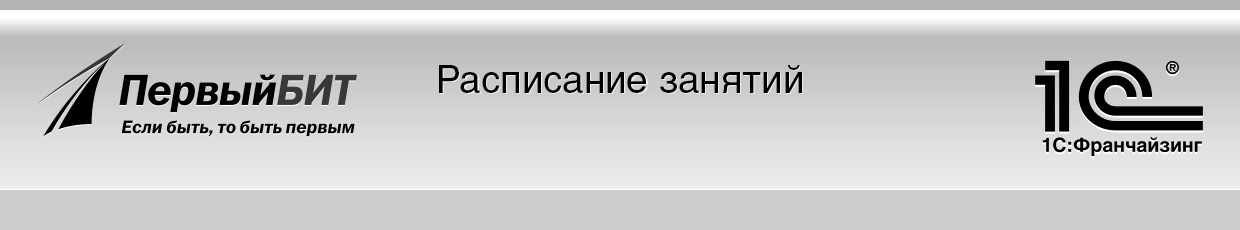 ПервыйБИТ
Если быть, то быть первым
Расписание занятий
1С®
1С:Франчайзинг